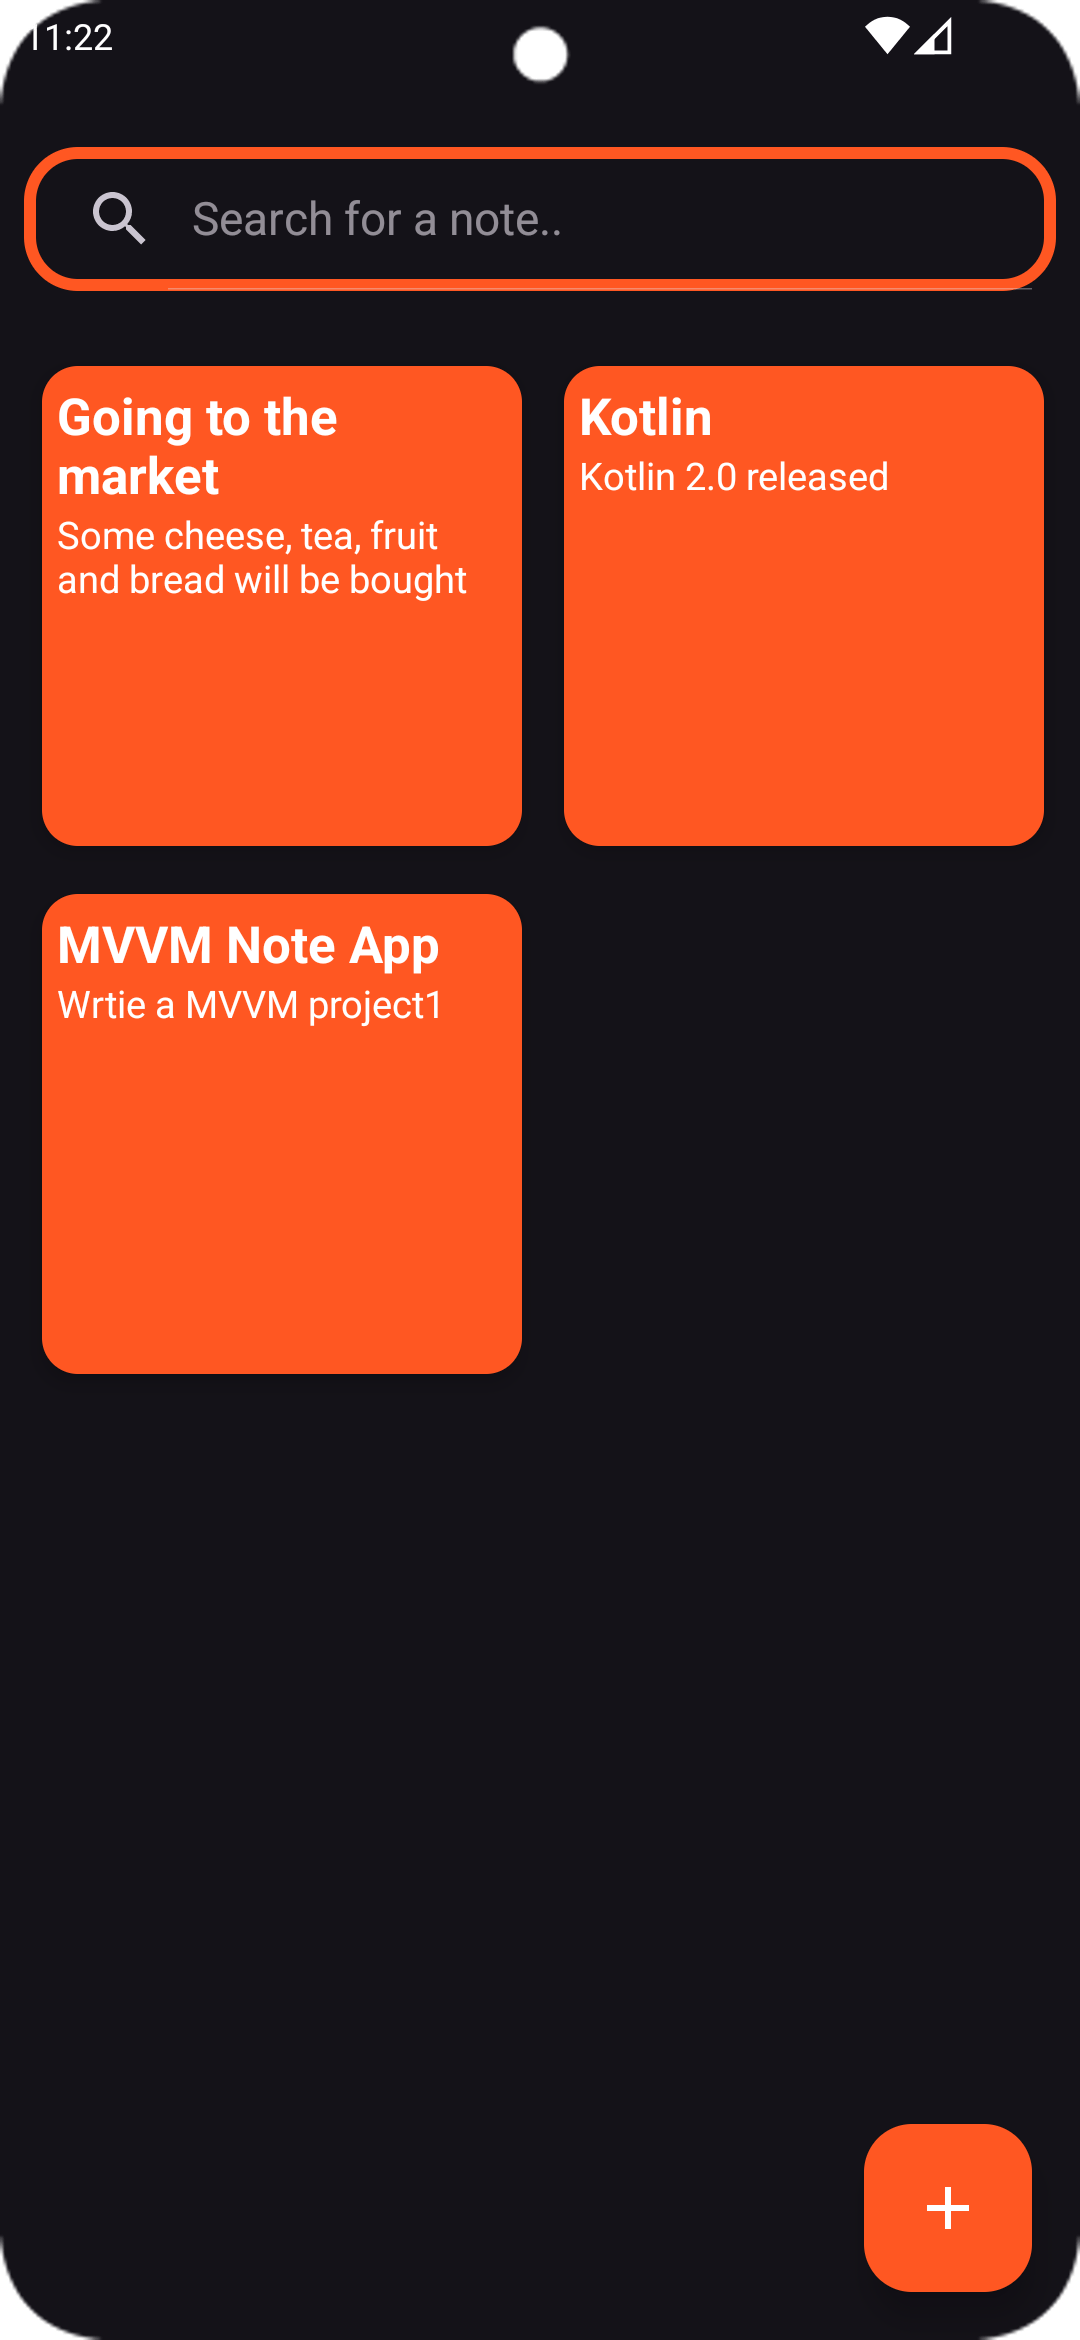 11:22
Search for a note..
Going to the
market
Some cheese, tea, fruit
and bread will be bought
Kotlin
Kotlin 2.0 released
MVVM Note App
Wrtie a MVVM project1